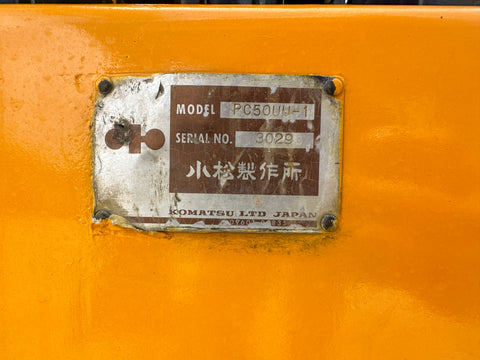 MODEL PC50UU-1
SERIAL NO. 3029
小松製作所
KOMATSU LTD JAPAN